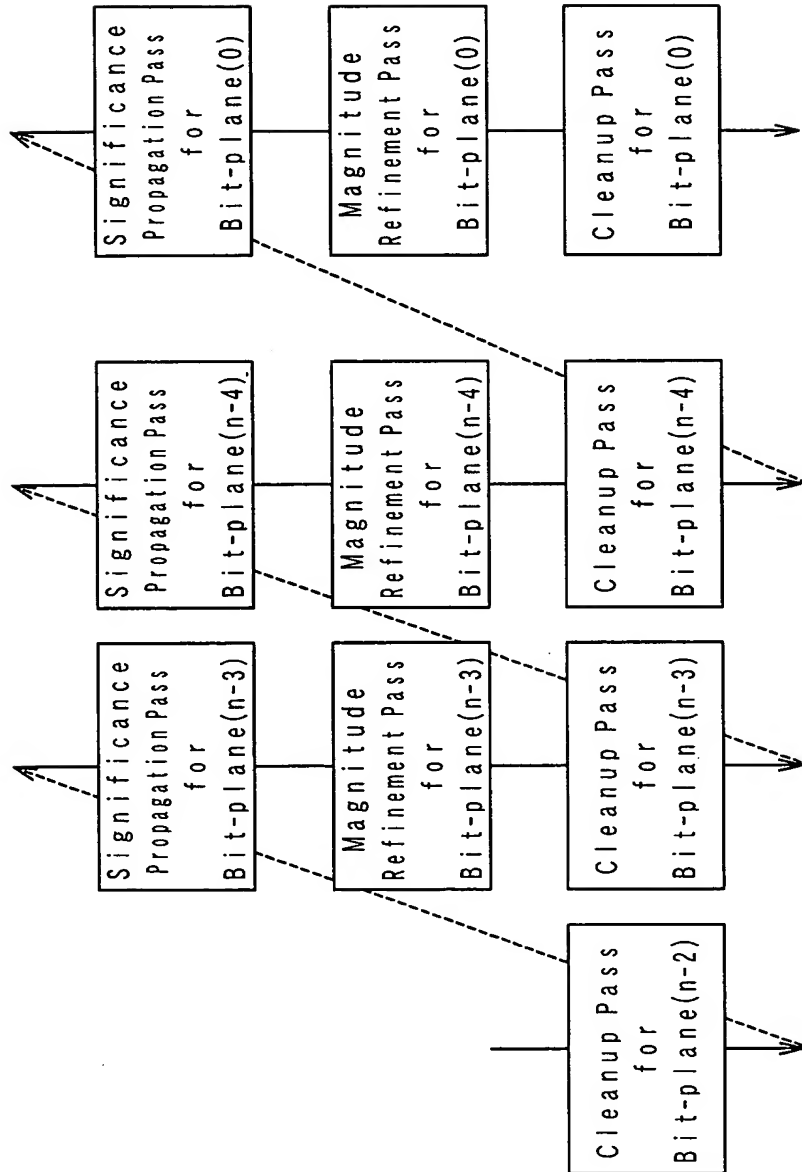 Cleanup Pass
for
Bit-plane(n-2)
Significance
Propagation Pass
for
Bit-plane(n-3)
Magnitude
Refinement Pass
for
Bit-plane(n-3)
Cleanup Pass
for
Bit-plane(n-3)
Significance
Propagation Pass
for
Bit-plane(n-4)
Magnitude
Refinement Pass
for
Bit-plane(n-4)
Cleanup Pass
for
Bit-plane(n-4)
Significance
Propagation Pass
for
Bit-plane(0)
Magnitude
Refinement Pass
for
Bit-plane(0)
Cleanup Pass
for
Bit-plane(0)